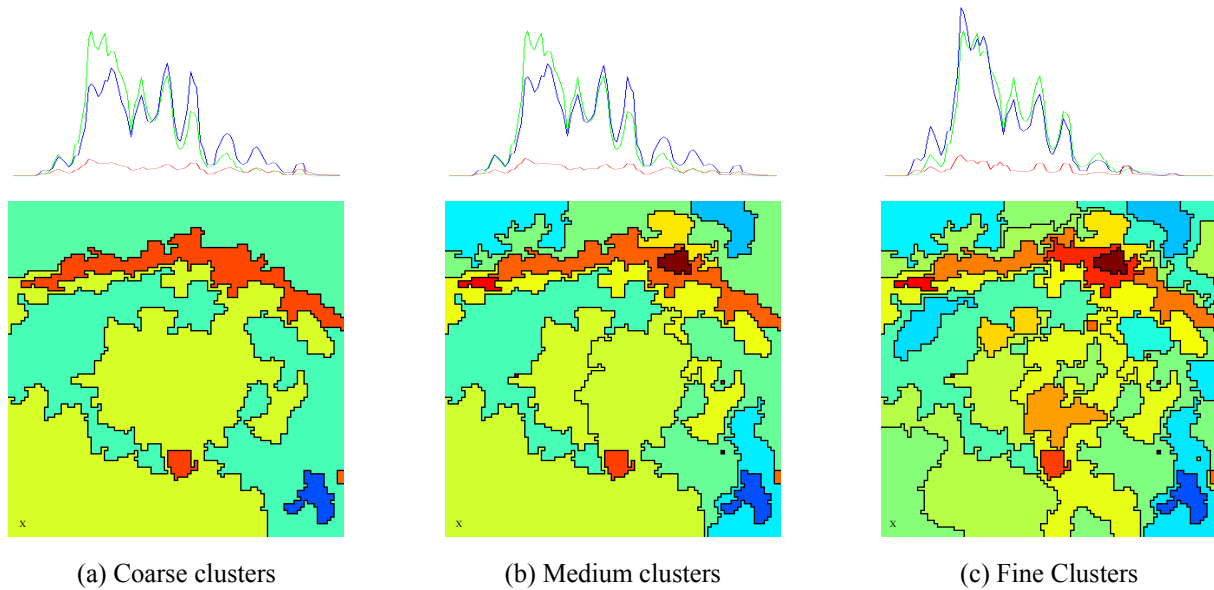 x
x
x
(a) Coarse clusters
(b) Medium clusters
(c) Fine Clusters